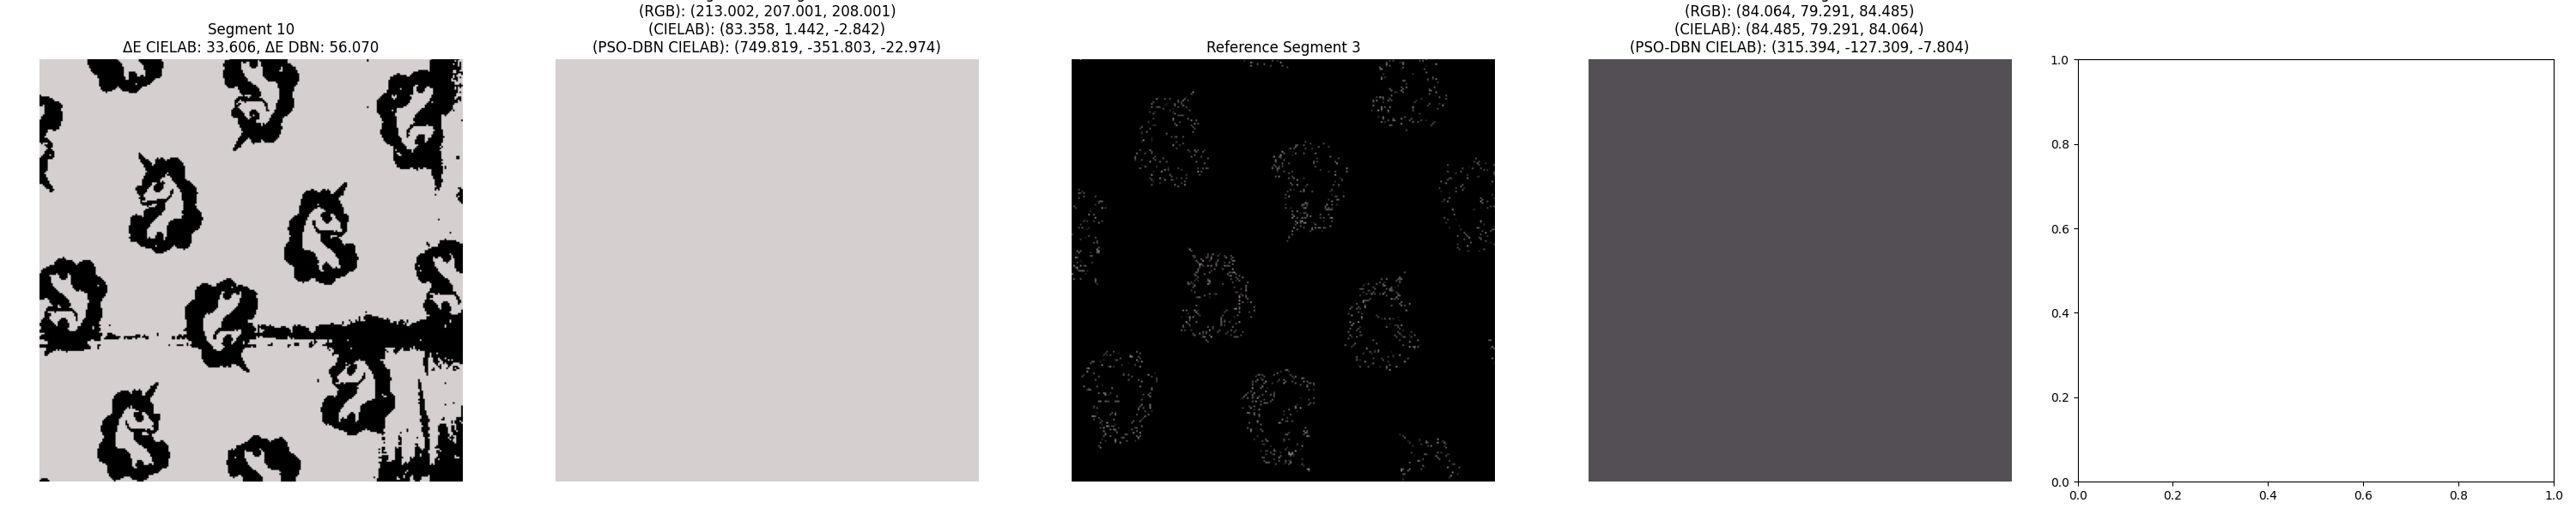 Segment 10
ΔE CIELAB: 33.606, ΔE DBN: 56.070
(RGB): (213.002, 207.001, 208.001)
(CIELAB): (83.358, 1.442, -2.842)
(PSO-DBN CIELAB): (749.819, -351.803, -22.974)
Reference Segment 3
(RGB): (84.064, 79.291, 84.485)
(CIELAB): (84.485, 79.291, 84.064)
(PSO-DBN CIELAB): (315.394, -127.309, -7.804)
1.0
0.8
0.6
0.4
0.2
0.0
0.0 0.2 0.4 0.6 0.8 1.0